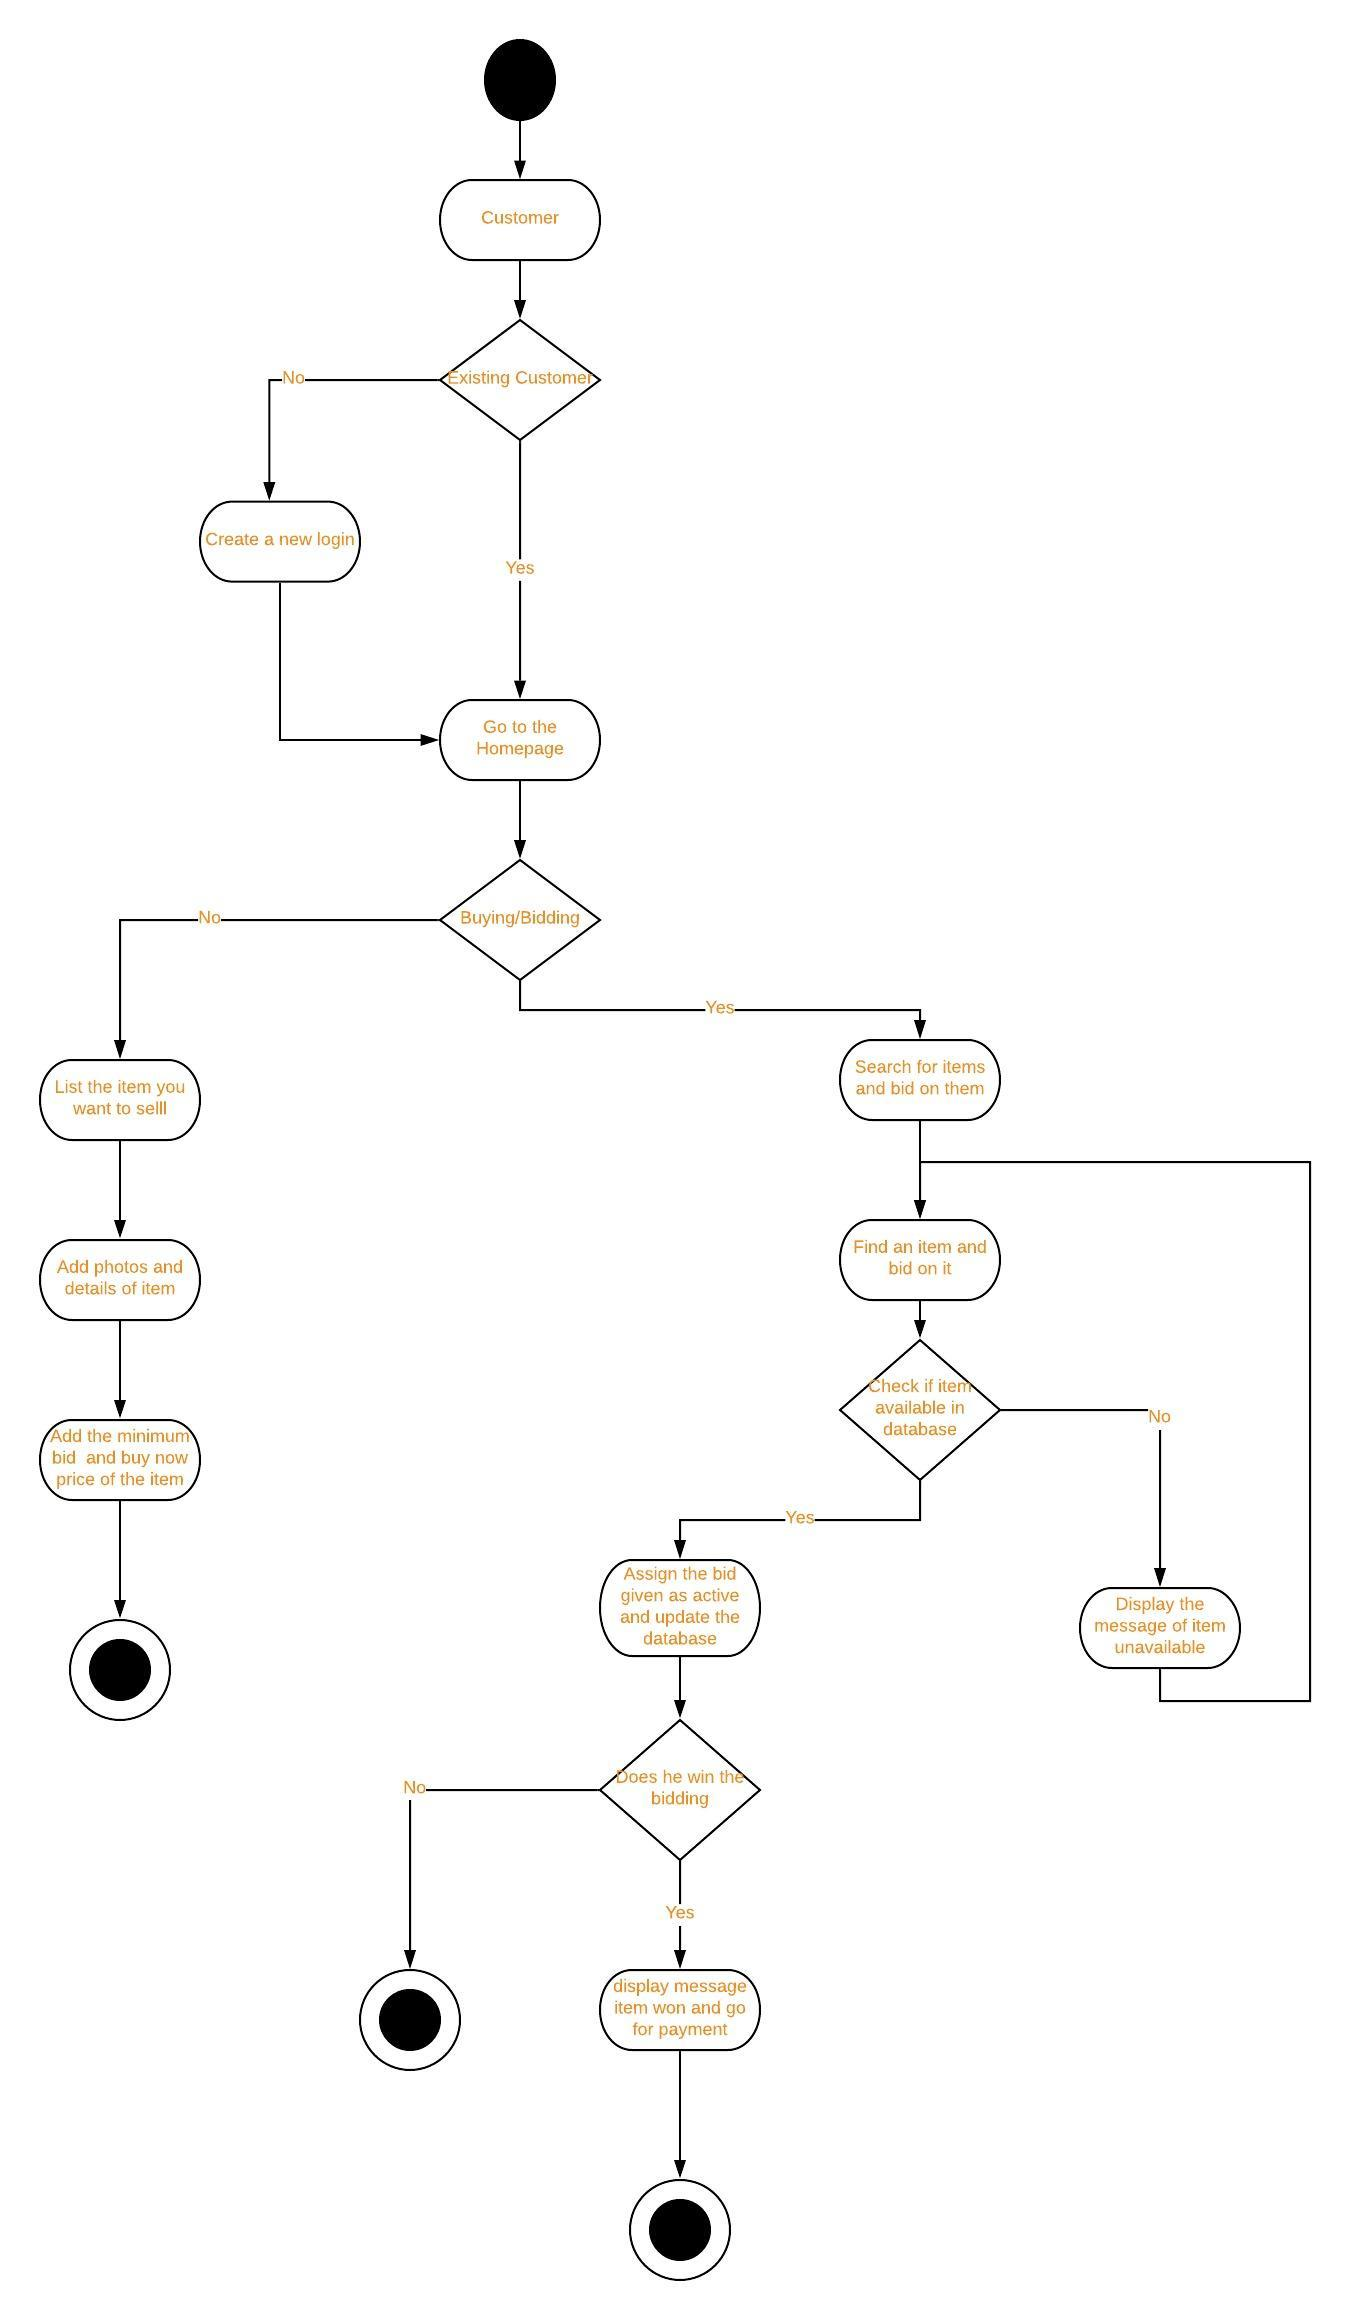 Customer
Existing Customer
No
Create a new login
Yes
Go to the
Homepage
Buying/Bidding
No
Yes
Search for items
and bid on them
List the item you
want to selll
Find an item and
bid on it
Add photos and
details of item
Check if item
available in
database
No
Add the minimum
bid  and buy now
price of the item
Yes
Assign the bid
given as active
and update the
database
Display the
message of item
unavailable
Does he win the
bidding
No
Yes
display message
item won and go
for payment